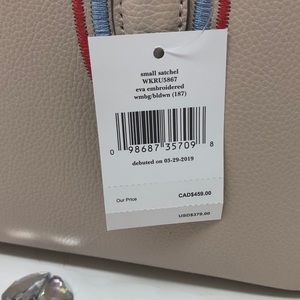 small satchel
WKRU5867
eva embroidered
wmbg/bldwn (187)
0 98687 35709 8
debuted on 03-29-2019
Our Price CAD$459.00
USD$379.00